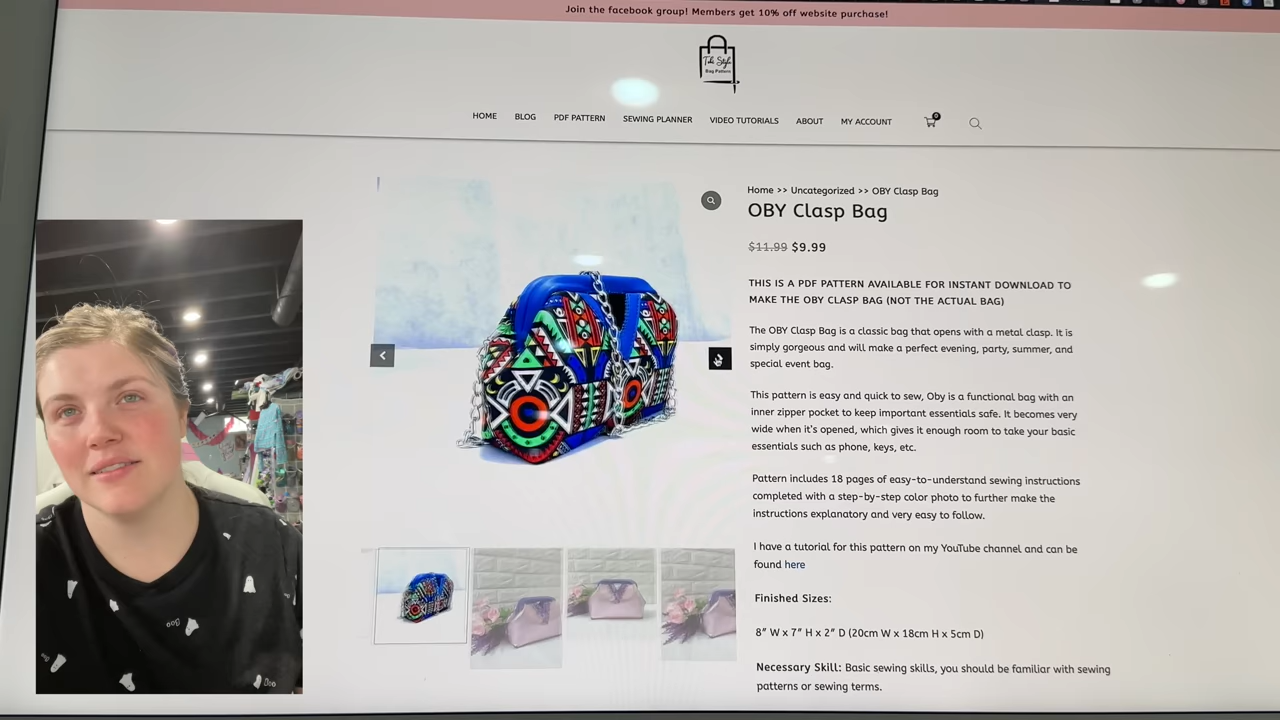 Join the facebook group! Members get 10% off website purchase!
Tobi Style
Bag Pattern
HOME BLOG PDF PATTERN SEWING PLANNER VIDEO TUTORIALS ABOUT MY ACCOUNT 0
Home >> Uncategorized >> OBY Clasp Bag
OBY Clasp Bag
$11.99 $9.99
THIS IS A PDF PATTERN AVAILABLE FOR INSTANT DOWNLOAD TO
MAKE THE OBY CLASP BAG (NOT THE ACTUAL BAG)
The OBY Clasp Bag is a classic bag that opens with a metal clasp. It is
simply gorgeous and will make a perfect evening, party, summer, and
special event bag.
This pattern is easy and quick to sew, Oby is a functional bag with an
inner zipper pocket to keep important essentials safe. It becomes very
wide when it's opened, which gives it enough room to take your basic
essentials such as phone, keys, etc.
Pattern includes 18 pages of easy-to-understand sewing instructions
completed with a step-by-step color photo to further make the
instructions explanatory and very easy to follow.
I have a tutorial for this pattern on my YouTube channel and can be
found here
Finished Sizes:
8” W x 7” H x 2” D (20cm W x 18cm H x 5cm D)
Necessary Skill: Basic sewing skills, you should be familiar with sewing
patterns or sewing terms.